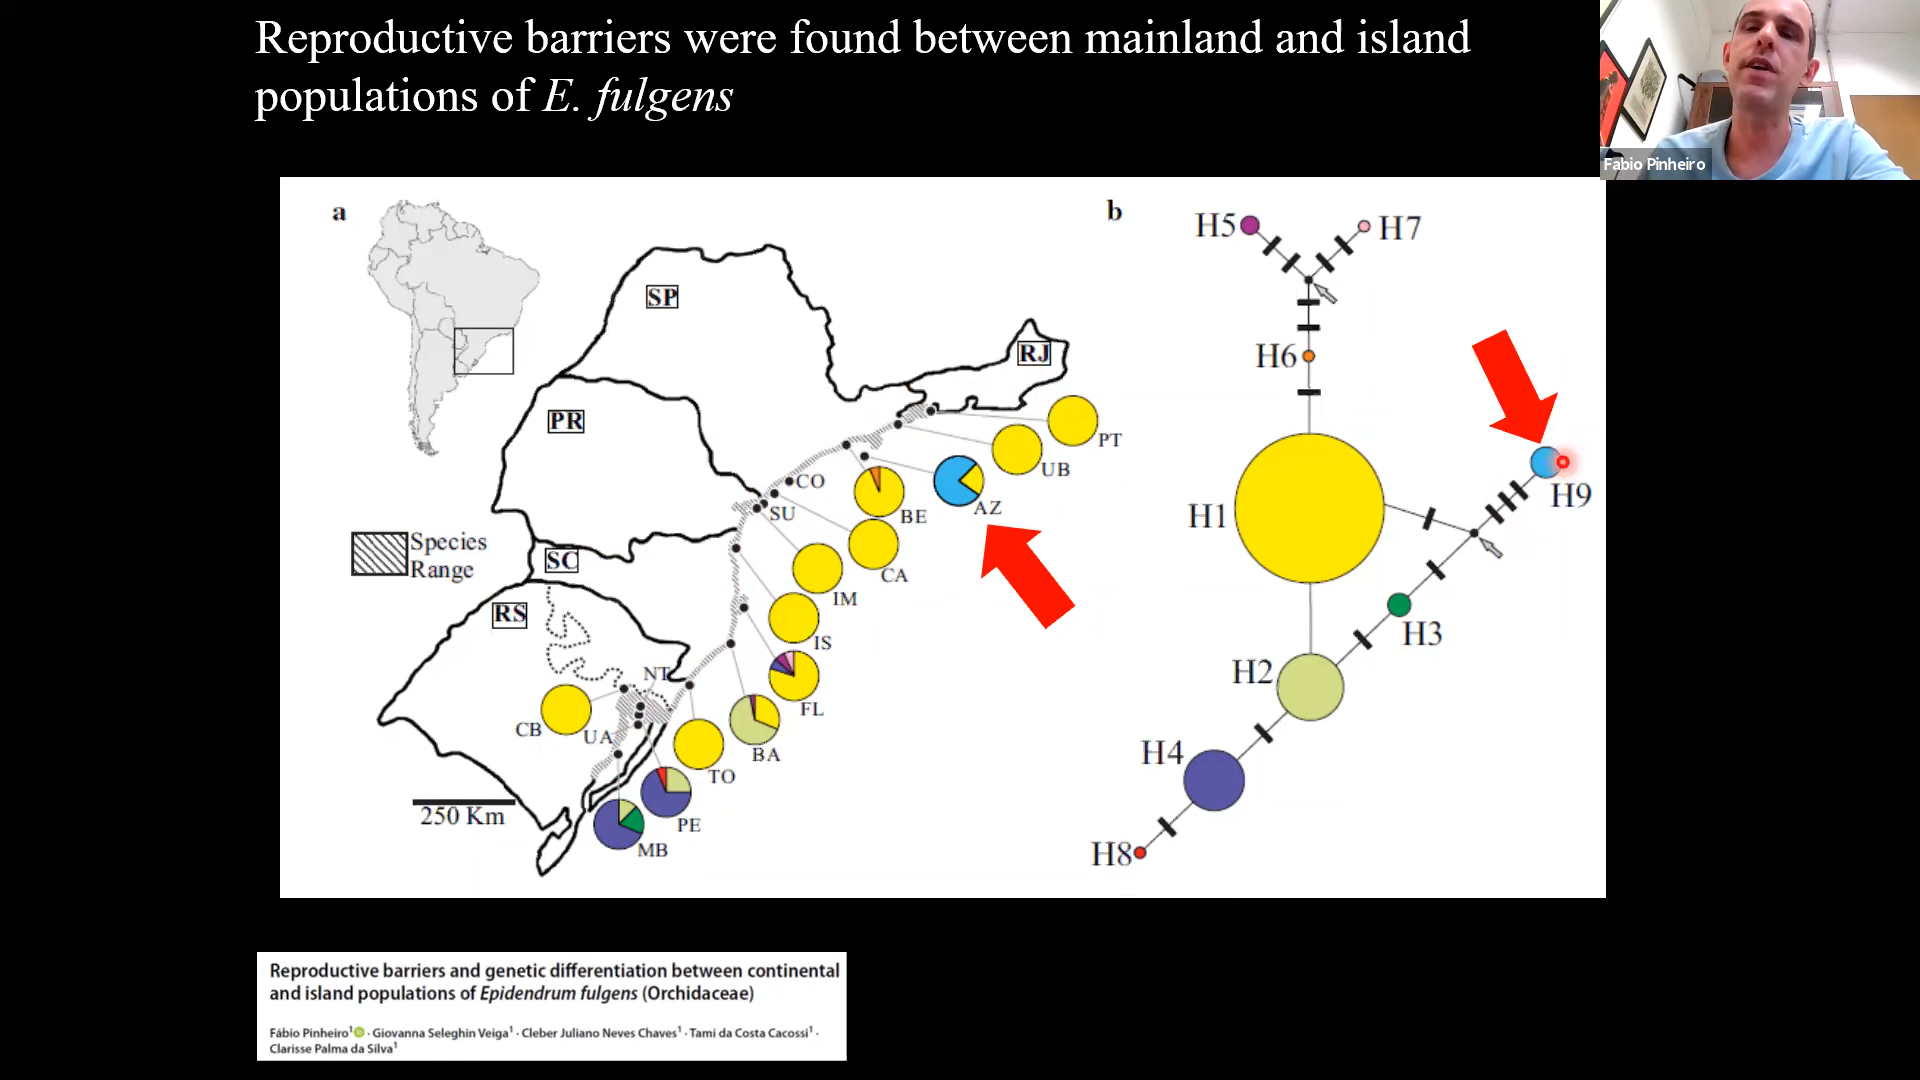 Reproductive barriers were found between mainland and island
populations of E. fulgens
Fabio Pinheiro
a
b
SP
RJ
PR
SC
RS
Species
Range
250 Km
PT
UB
AZ
BE
CO
SU
CA
IM
IS
FL
BA
TO
NT
CB
UA
PE
MB
H5
H7
H6
H1
H9
H3
H2
H4
H8
Reproductive barriers and genetic differentiation between continental
and island populations of Epidendrum fulgens (Orchidaceae)
Fábio Pinheiro¹ · Giovanna Seleghin Veiga¹ · Cleber Juliano Neves Chaves¹ · Tami da Costa Cacossi¹ ·
Clarisse Palma da Silva¹